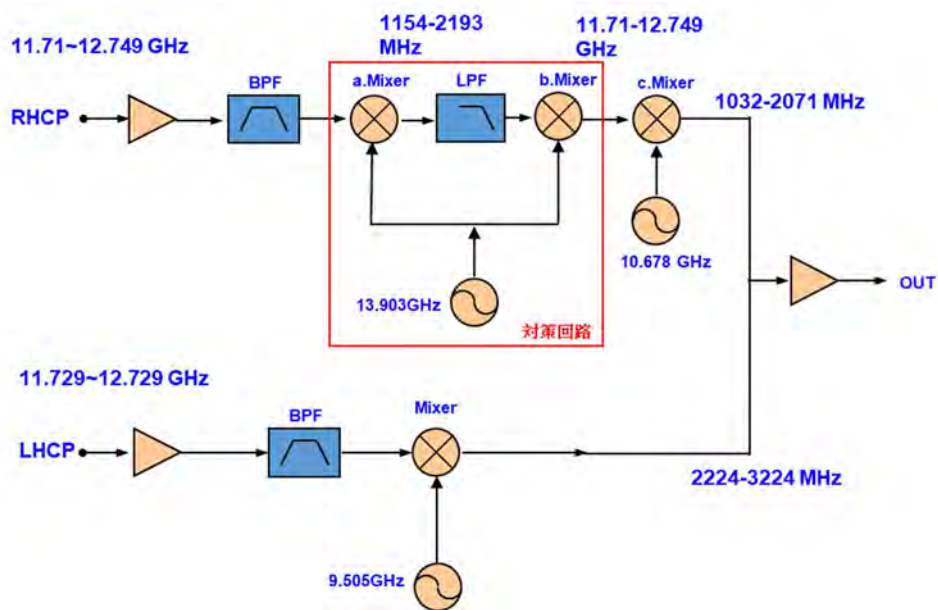 11.71~12.749 GHz
RHCP
BPF
1154-2193
MHz
a.Mixer
LPF
b.Mixer
11.71-12.749
GHz
c.Mixer
1032-2071 MHz
13.903GHz
10.678 GHz
対策回路
OUT
11.729~12.729 GHz
LHCP
BPF
Mixer
2224-3224 MHz
9.505GHz